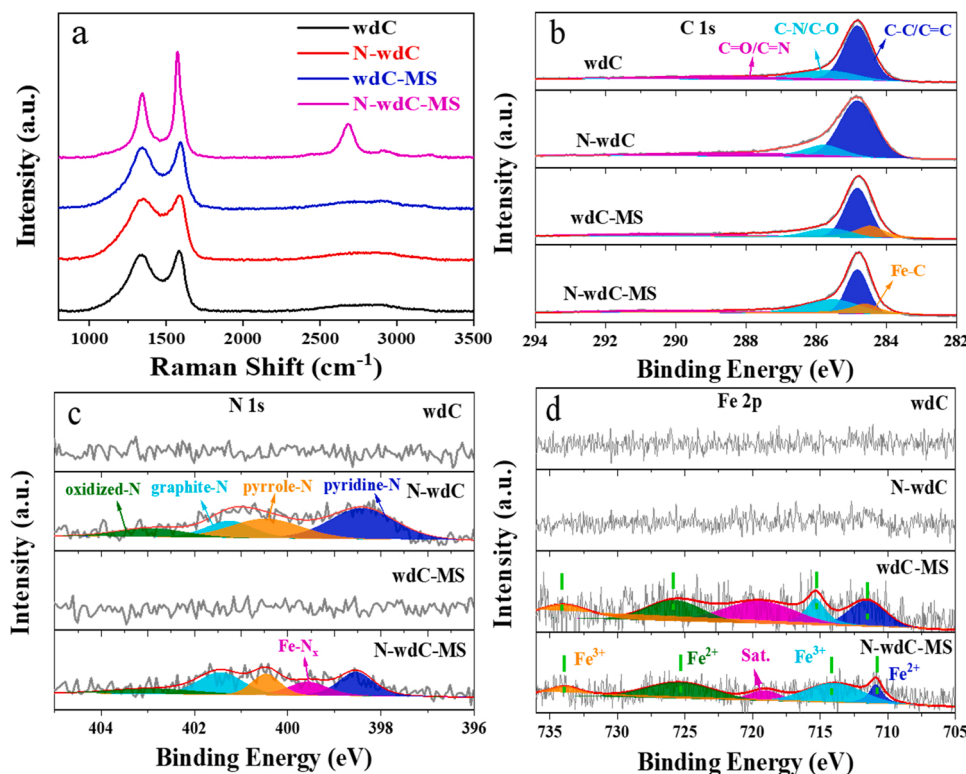 a
wdC
N-wdC
wdC-MS
N-wdC-MS
Intensity (a.u.)
1000 1500 2000 2500 3000 3500
Raman Shift (cm⁻¹)
b
C 1s
wdC
C=O/C=N
C-N/C-O
C-C/C=C
N-wdC
wdC-MS
N-wdC-MS
Fe-C
Intensity (a.u.)
294 292 290 288 286 284 282
Binding Energy (eV)
c
N 1s
wdC
N-wdC
oxidized-N
graphite-N
pyrrole-N
pyridine-N
wdC-MS
N-wdC-MS
Fe-Nₓ
Intensity (a.u.)
404 402 400 398 396
Binding Energy (eV)
d
Fe 2p
wdC
N-wdC
wdC-MS
N-wdC-MS
Fe³⁺
Fe²⁺
Sat.
Fe³⁺
Fe²⁺
Intensity (a.u.)
735 730 725 720 715 710 705
Binding Energy (eV)